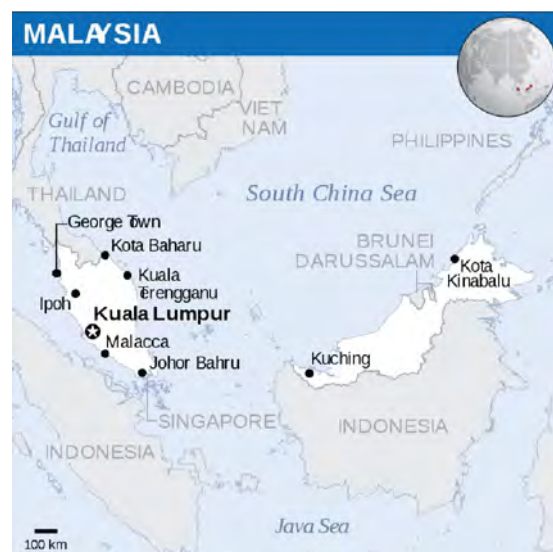 MALAYSIA
CAMBODIA
Gulf of
Thailand
VIET
NAM
PHILIPPINES
THAILAND
South China Sea
George Town
Kota Baharu
BRUNEI
DARUSSALAM
Kuala
Terengganu
Kota
Kinabalu
Ipoh
Kuala Lumpur
Malacca
Johor Bahru
Kuching
SINGAPORE
INDONESIA
INDONESIA
Java Sea
100 km